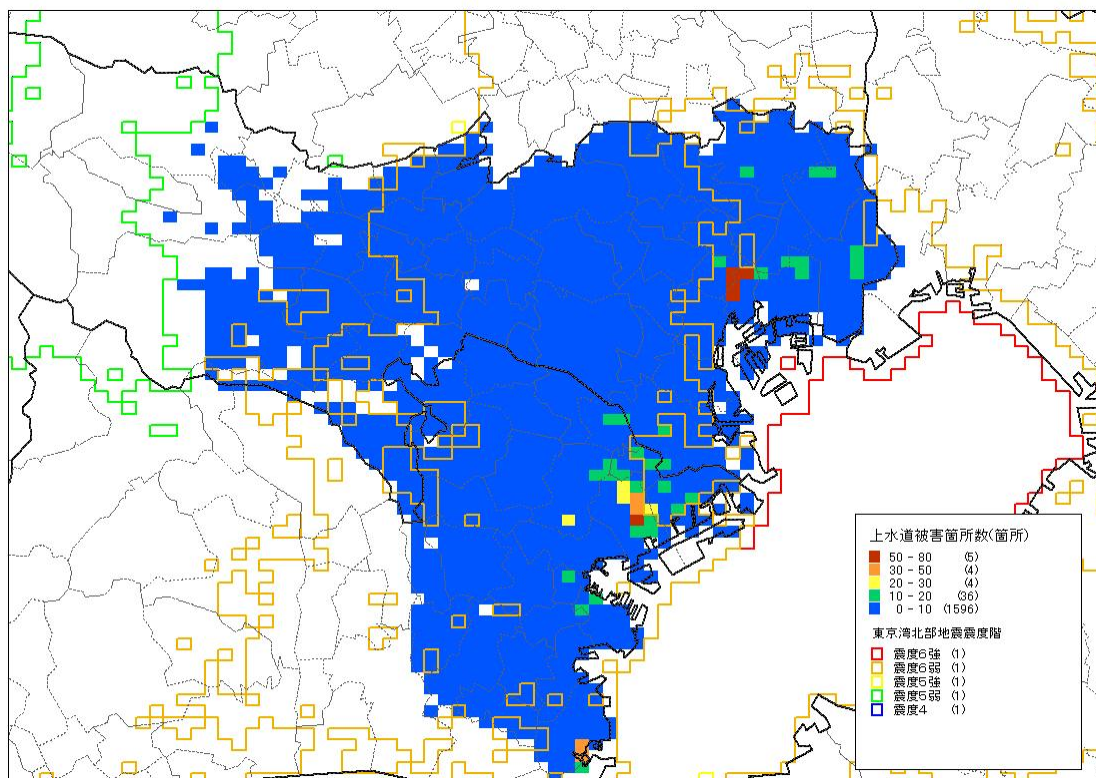 上水道被害箇所数(箇所)
50 - 80 (5)
30 - 50 (4)
20 - 30 (4)
10 - 20 (36)
0 - 10 (1596)
東京湾北部地震震度階
震度6強 (1)
震度6弱 (1)
震度5強 (1)
震度5弱 (1)
震度4 (1)